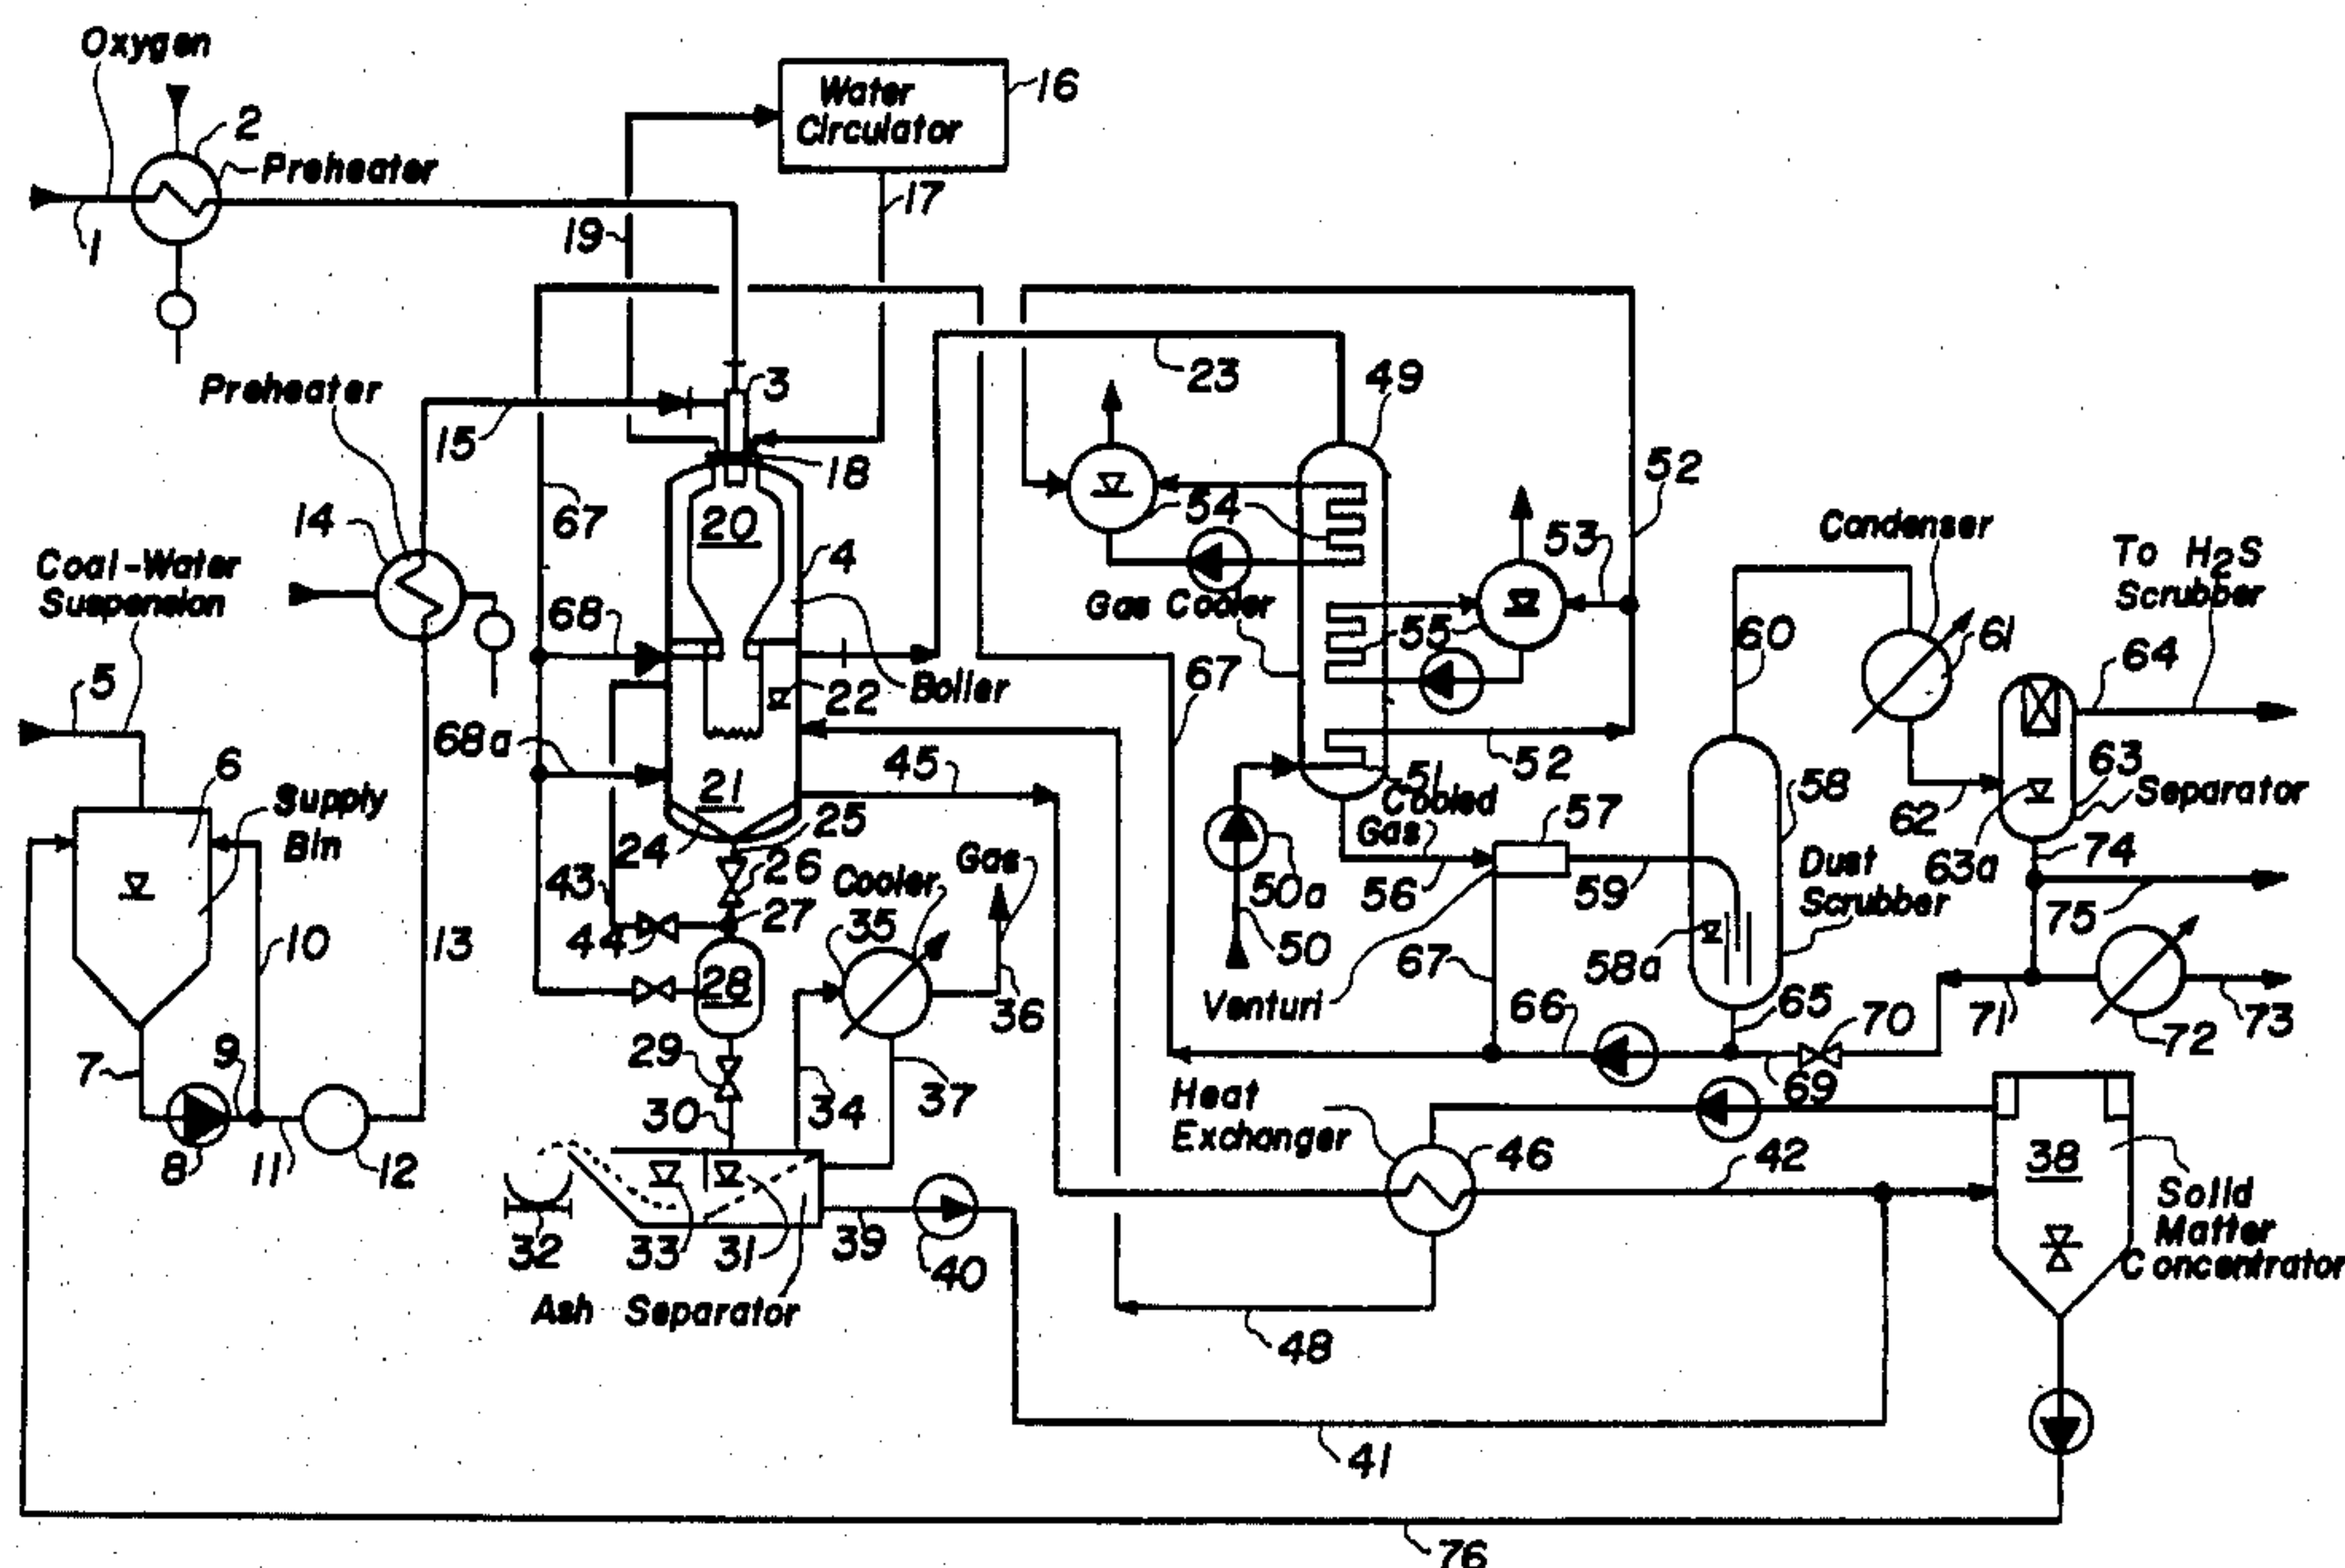 Oxygen
2
Preheater
1
Water
Circulator
16
17
19
Preheater
3
15
18
14
67
20
4
23
49
54
52
53
Gas Cooler
55
Coal-Water
Suspension
5
6
Supply
Bin
68
22
Boiler
68a
21
45
24
25
26
43
44
27
28
Cooler
35
Gas
36
67
51
52
Cooled
Gas
57
56
50a
50
59
58
Dust
Scrubber
58a
Venturi
67
Condenser
60
61
To H2S
Scrubber
64
62
63
Separator
63a
74
75
66
65
70
71
72
73
69
7
8
9
10
11
12
13
29
30
34
37
32
33
31
39
40
Ash Separator
Heat
Exchanger
46
42
38
Solid
Matter
Concentrator
48
41
76